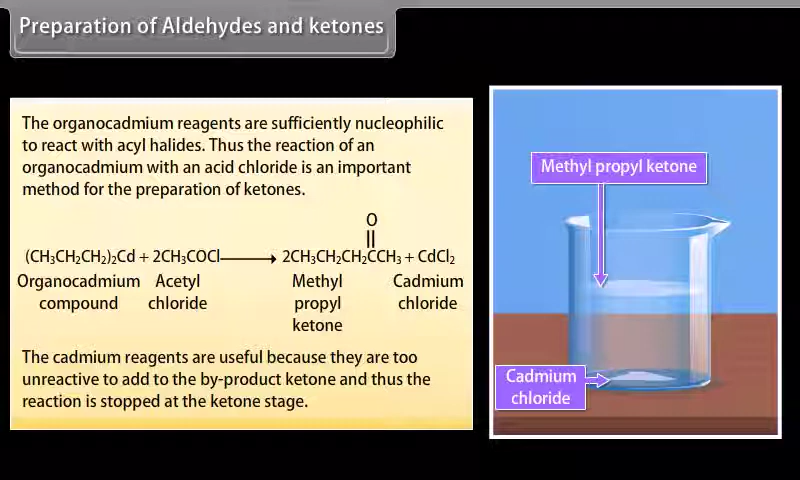 Preparation of Aldehydes and ketones
The organocadmium reagents are sufficiently nucleophilic
to react with acyl halides. Thus the reaction of an
organocadmium with an acid chloride is an important
method for the preparation of ketones.
O
||
(CH₃CH₂CH₂)₂Cd + 2CH₃COCl⟶ 2CH₃CH₂CH₂CCH₃ + CdCl₂
Organocadmium Acetyl Methyl Cadmium
compound chloride propyl chloride
ketone
The cadmium reagents are useful because they are too
unreactive to add to the by-product ketone and thus the
reaction is stopped at the ketone stage.
Methyl propyl ketone
Cadmium
chloride